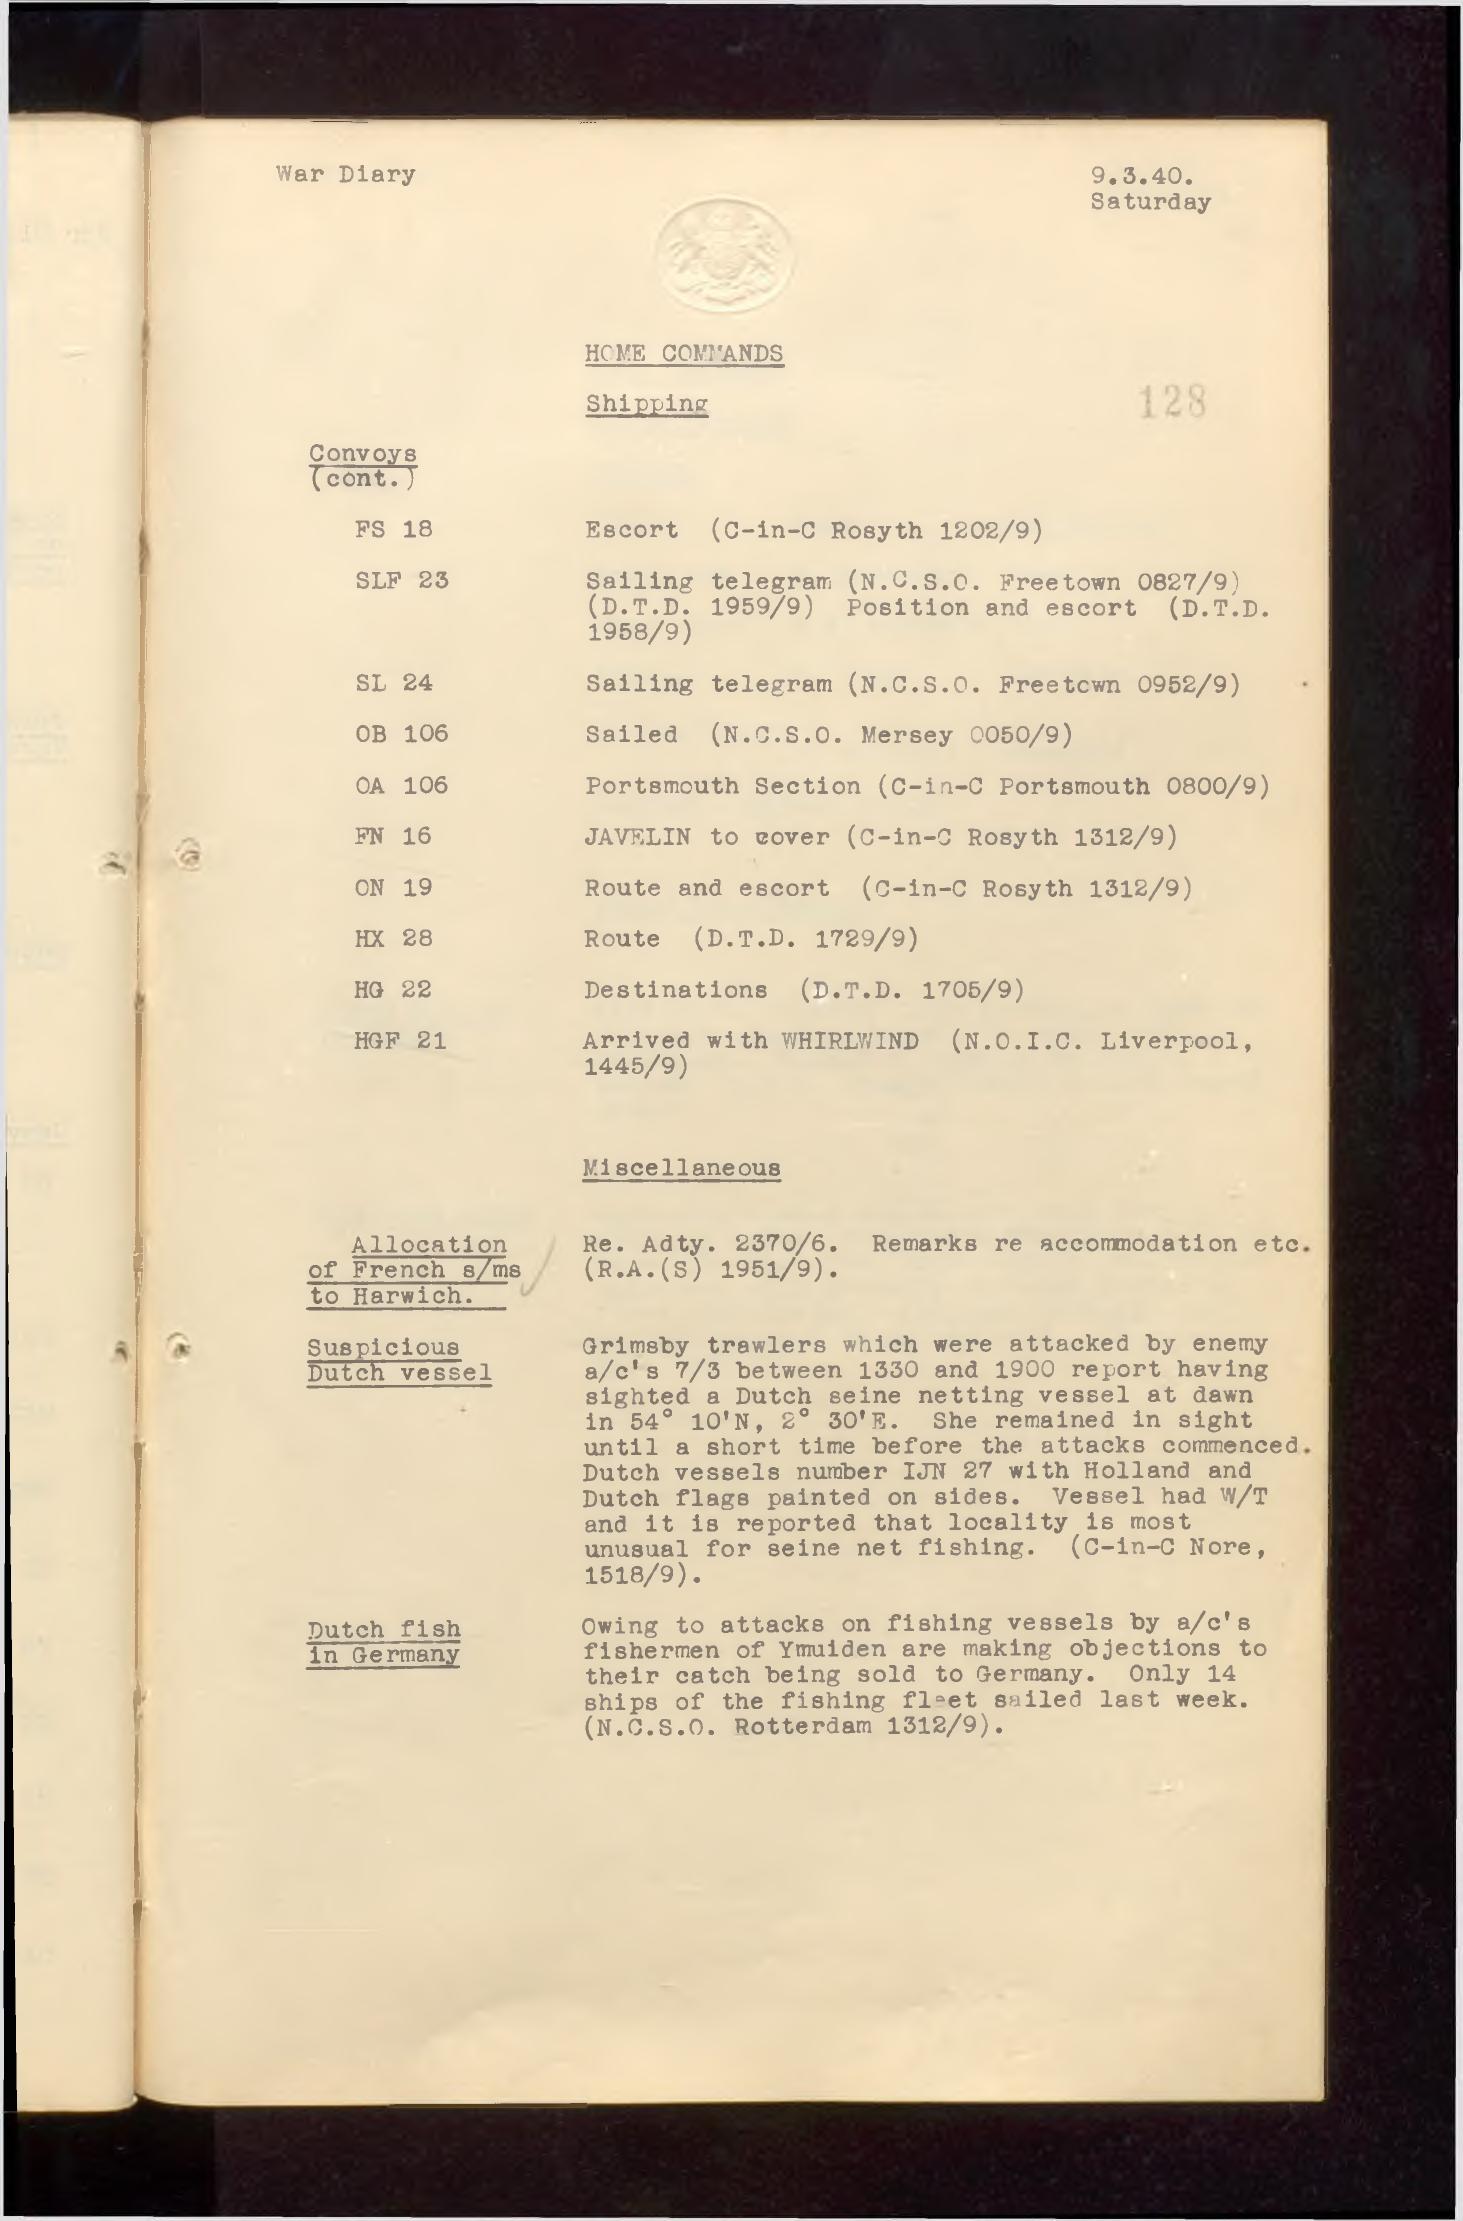 War Diary
9.3.40.
Saturday
HOME COMMANDS
Shipping
128
Convoys
(cont.)
FS 18 Escort (C-in-C Rosyth 1202/9)
SLF 23 Sailing telegram (N.C.S.O. Freetown 0827/9)
(D.T.D. 1959/9) Position and escort (D.T.D.
1958/9)
SL 24 Sailing telegram (N.C.S.O. Freetown 0952/9)
OB 106 Sailed (N.C.S.O. Mersey 0050/9)
OA 106 Portsmouth Section (C-in-C Portsmouth 0800/9)
FN 16 JAVELIN to cover (C-in-C Rosyth 1312/9)
ON 19 Route and escort (C-in-C Rosyth 1312/9)
HX 28 Route (D.T.D. 1729/9)
HG 22 Destinations (D.T.D. 1705/9)
HGF 21 Arrived with WHIRLWIND (N.O.I.C. Liverpool,
1445/9)
Miscellaneous
Allocation
of French s/ms
to Harwich.
Re. Adty. 2370/6. Remarks re accommodation etc.
(R.A.(S) 1951/9).
Suspicious
Dutch vessel
Grimsby trawlers which were attacked by enemy
a/c's 7/3 between 1330 and 1900 report having
sighted a Dutch seine netting vessel at dawn
in 54° 10'N, 2° 30'E. She remained in sight
until a short time before the attacks commenced.
Dutch vessels number IJN 27 with Holland and
Dutch flags painted on sides. Vessel had W/T
and it is reported that locality is most
unusual for seine net fishing. (C-in-C Nore,
1518/9).
Dutch fish
in Germany
Owing to attacks on fishing vessels by a/c's
fishermen of Ymuiden are making objections to
their catch being sold to Germany. Only 14
ships of the fishing fleet sailed last week.
(N.C.S.O. Rotterdam 1312/9).